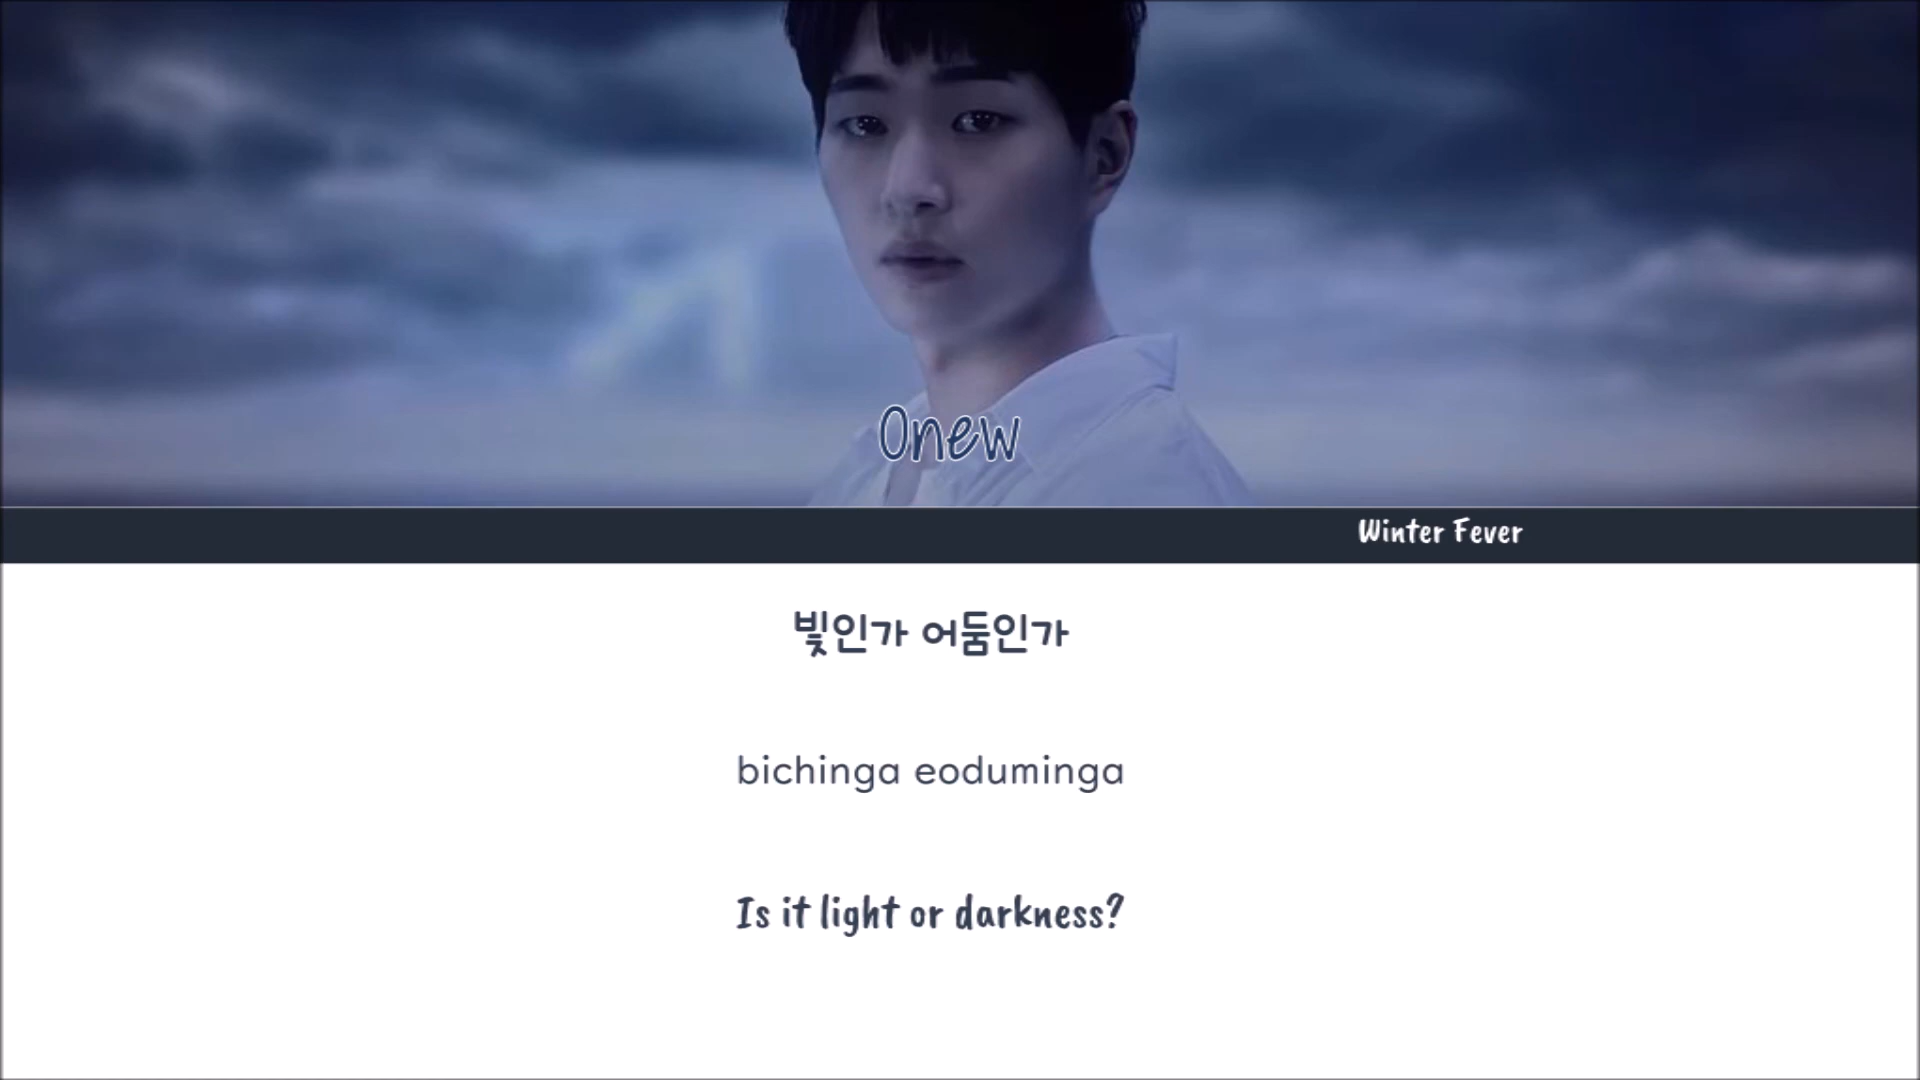 Onew
Winter Fever
빛인가 어둠인가
bichinga eoduminga
Is it light or darkness?